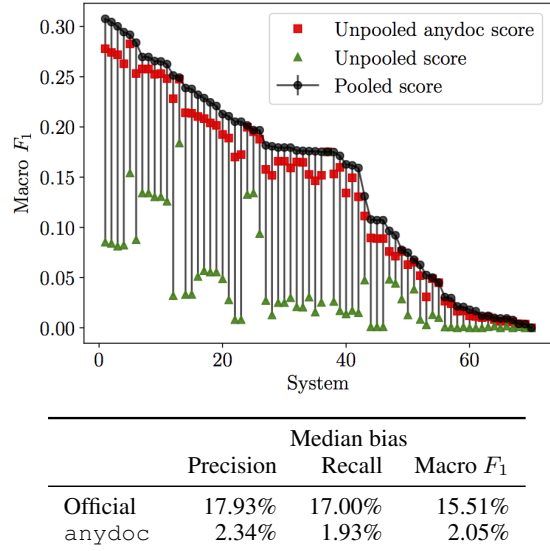 Macro F1
0.30
0.25
0.20
0.15
0.10
0.05
0.00
Unpooled anydoc score
Unpooled score
Pooled score
0 20 40 60
System
Median bias
Precision Recall Macro F1
Official 17.93% 17.00% 15.51%
anydoc 2.34% 1.93% 2.05%